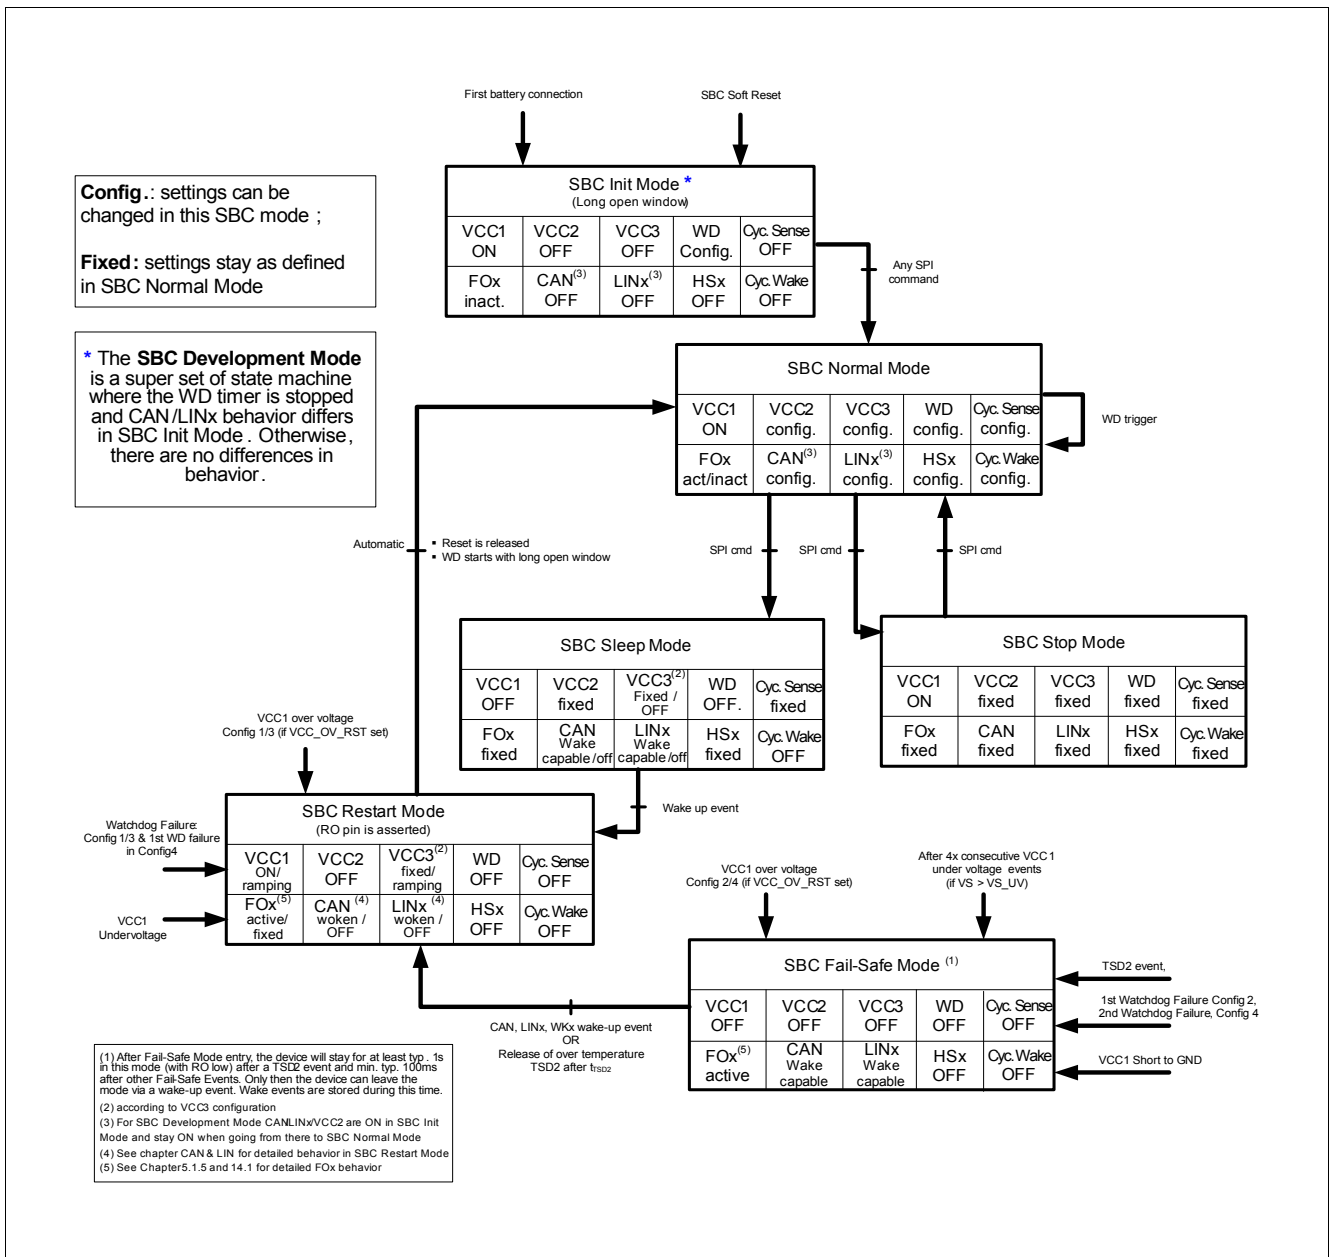 First battery connection
SBC Soft Reset
Config.: settings can be
changed in this SBC mode ;
Fixed: settings stay as defined
in SBC Normal Mode
* The SBC Development Mode
is a super set of state machine
where the WD timer is stopped
and CAN/LINx behavior differs
in SBC Init Mode . Otherwise,
there are no differences in
behavior.
SBC Init Mode *
(Long open window)
VCC1 VCC2 VCC3 WD Cyc. Sense
ON OFF OFF Config. OFF
FOx CAN(3) LINx(3) HSx Cyc. Wake
inact. OFF OFF OFF OFF
Any SPI
command
SBC Normal Mode
VCC1 VCC2 VCC3 WD Cyc. Sense
ON config. config. config. config.
FOx CAN(3) LINx(3) HSx Cyc. Wake
act/inact config. config. config. config.
WD trigger
Automatic
▪ Reset is released
▪ WD starts with long open window
SPI cmd
SPI cmd
SPI cmd
SBC Sleep Mode
VCC1 VCC2 VCC3(2) WD Cyc. Sense
OFF fixed Fixed / OFF OFF. fixed
FOx CAN LINx HSx Cyc. Wake
fixed Wake capable/off Wake capable/off fixed OFF
SBC Stop Mode
VCC1 VCC2 VCC3 WD Cyc. Sense
ON fixed fixed fixed fixed
FOx CAN LINx HSx Cyc. Wake
fixed fixed fixed fixed fixed
VCC1 over voltage
Config 1/3 (if VCC_OV_RST set)
Wake up event
Watchdog Failure:
Config 1/3 & 1st WD failure
in Config4
VCC1
Undervoltage
SBC Restart Mode
(RO pin is asserted)
VCC1 VCC2 VCC3(2) WD Cyc. Sense
ON/ramping OFF fixed/ramping OFF OFF
FOx(5) CAN (4) LINx (4) HSx Cyc. Wake
active/fixed woken / OFF woken / OFF OFF OFF
VCC1 over voltage
Config 2/4 (if VCC_OV_RST set)
After 4x consecutive VCC1
under voltage events
(if VS > VS_UV)
SBC Fail-Safe Mode (1)
VCC1 VCC2 VCC3 WD Cyc. Sense
OFF OFF OFF OFF OFF
FOx(5) CAN LINx HSx Cyc. Wake
active Wake capable Wake capable OFF OFF
TSD2 event,
1st Watchdog Failure Config 2,
2nd Watchdog Failure, Config 4
VCC1 Short to GND
CAN, LINx, WKx wake-up event
OR
Release of over temperature
TSD2 after tTSD2
(1) After Fail-Safe Mode entry, the device will stay for at least typ. 1s
in this mode (with RO low) after a TSD2 event and min. typ. 100ms
after other Fail-Safe Events. Only then the device can leave the
mode via a wake-up event. Wake events are stored during this time.
(2) according to VCC3 configuration
(3) For SBC Development Mode CAN/LINx/VCC2 are ON in SBC Init
Mode and stay ON when going from there to SBC Normal Mode
(4) See chapter CAN & LIN for detailed behavior in SBC Restart Mode
(5) See Chapter 5.1.5 and 14.1 for detailed FOx behavior